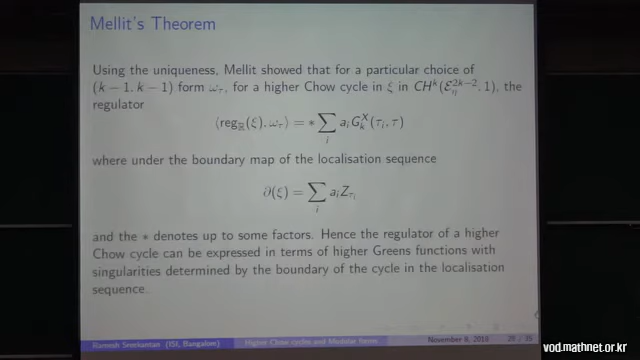 Mellit's Theorem
Using the uniqueness, Mellit showed that for a particular choice of
(k − 1, k − 1) form ω_τ, for a higher Chow cycle in ξ in CH^k(ℰ_η^{2k−2}, 1), the
regulator
⟨reg_ℝ(ξ), ω_τ⟩ = * ∑_i a_i G_k^X(τ_i, τ)
where under the boundary map of the localisation sequence
∂(ξ) = ∑_i a_i Z_{τ_i}
and the * denotes up to some factors. Hence the regulator of a higher
Chow cycle can be expressed in terms of higher Greens functions with
singularities determined by the boundary of the cycle in the localisation
sequence.
Ramesh Sreekantan (ISI, Bangalore) Higher Chow cycles and Modular forms November 8, 2018
vod.mathnet.or.kr